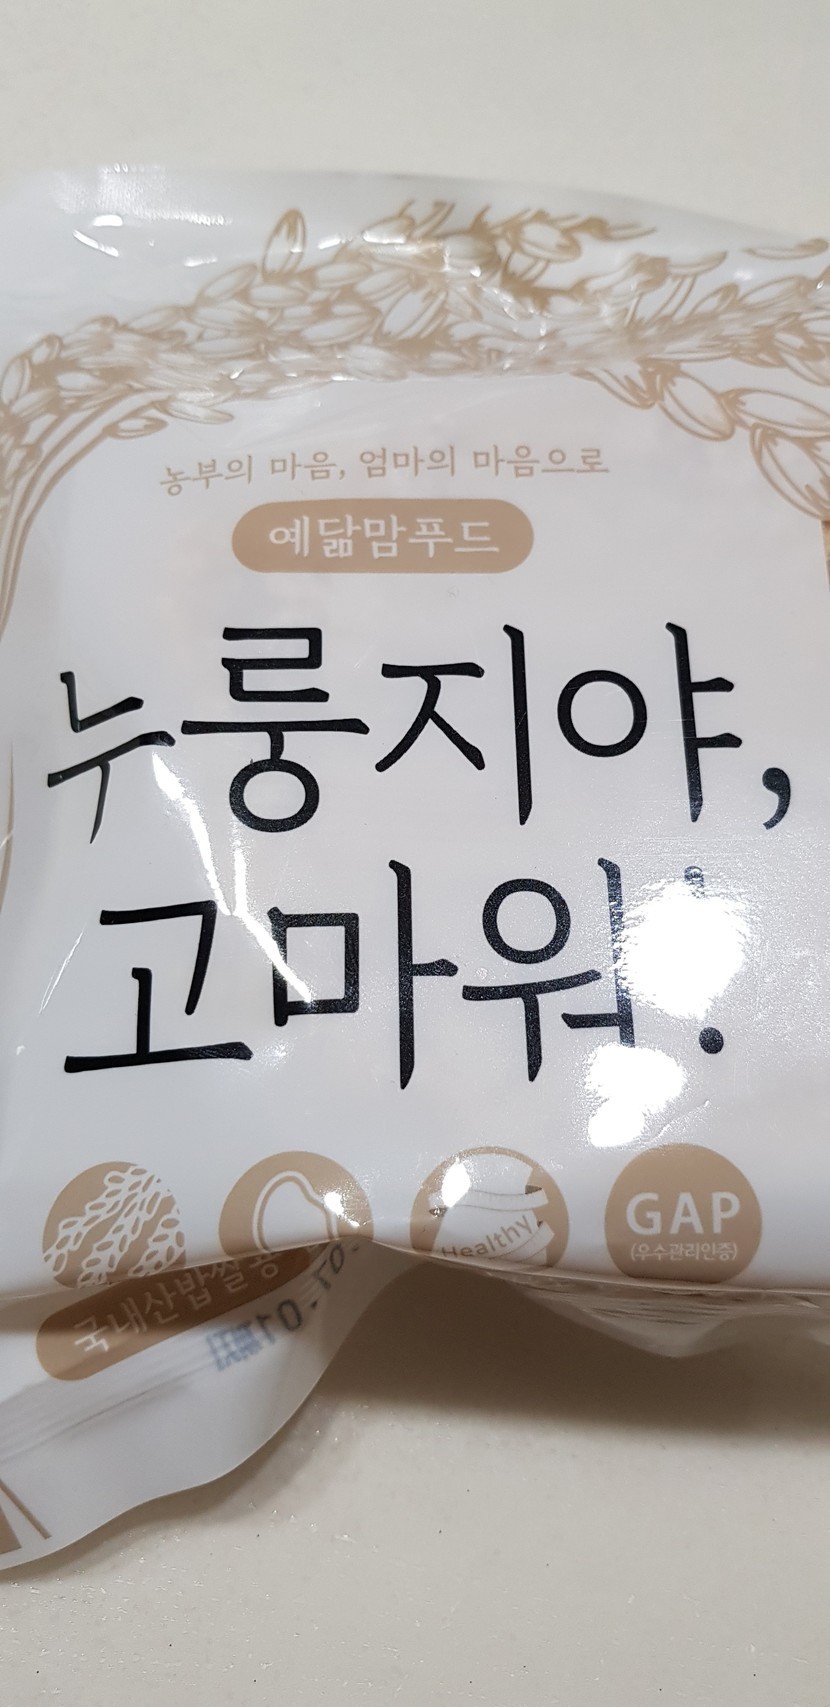 농부의 마음, 엄마의 마음으로
예닮맘푸드
누룽지야,
고마워!
Healthy
GAP
(우수관리인증)
국내산밥쌀용